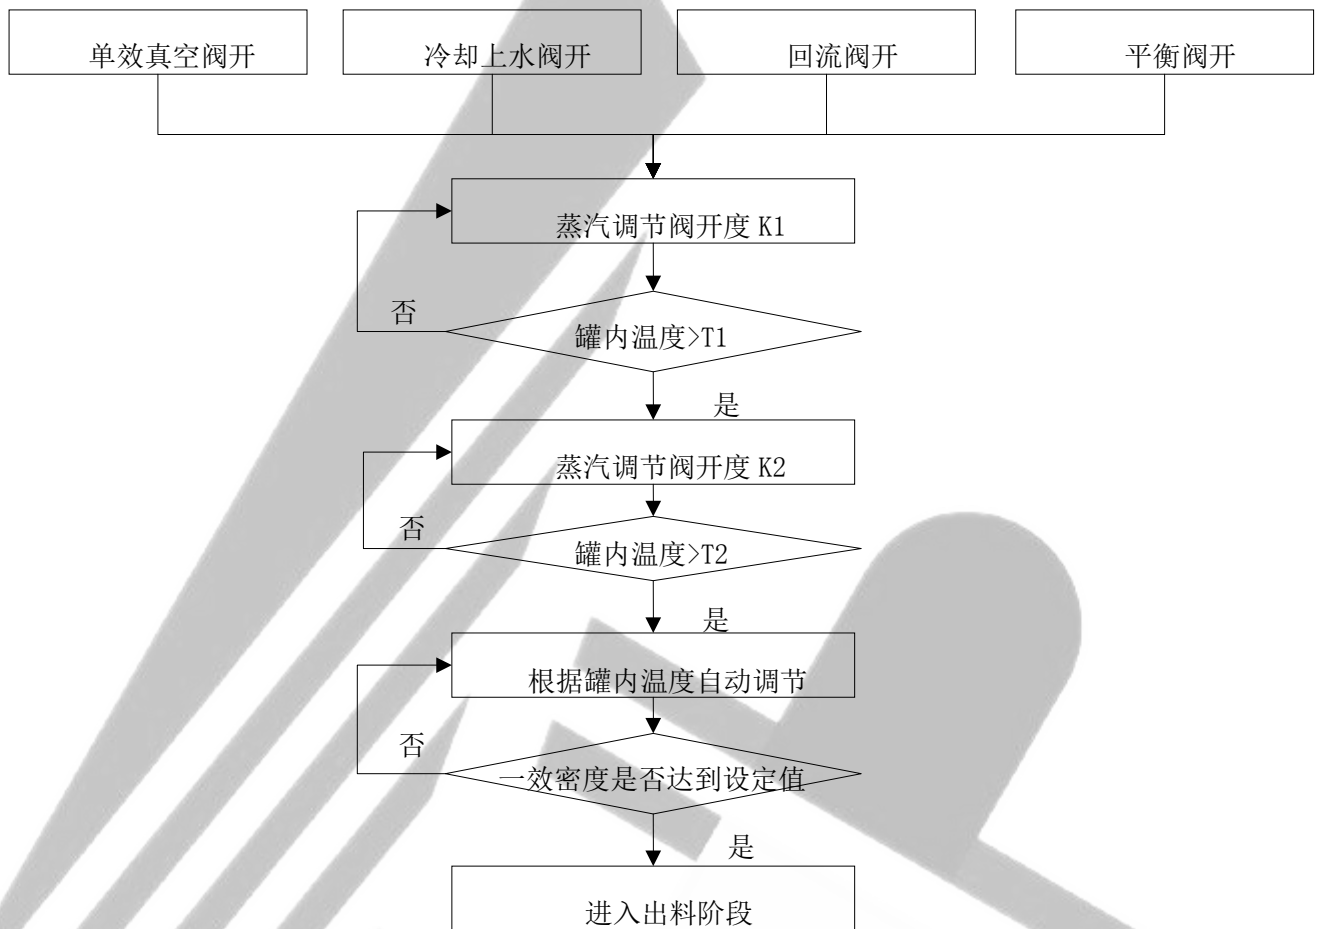 单效真空阀开
冷却上水阀开
回流阀开
平衡阀开
蒸汽调节阀开度 K1
否
罐内温度>T1
是
蒸汽调节阀开度 K2
否
罐内温度>T2
是
根据罐内温度自动调节
否
一效密度是否达到设定值
是
进入出料阶段